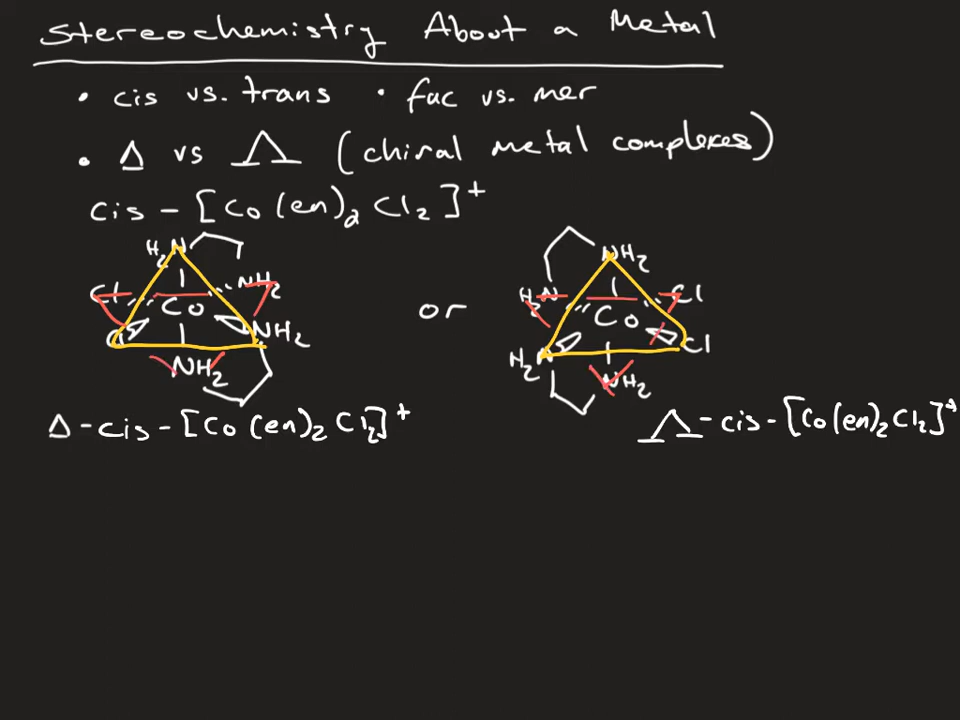 Stereochemistry About a Metal
• cis vs. trans • fac vs. mer
• Δ vs Λ (chiral metal complexes)
cis - [Co(en)₂Cl₂]⁺
H₂N NH₂
Cl NH₂ H₂N Cl
Co or Co
Cl NH₂ H₂N Cl
NH₂ NH₂
Δ-cis-[Co(en)₂Cl₂]⁺ Λ-cis-[Co(en)₂Cl₂]⁺